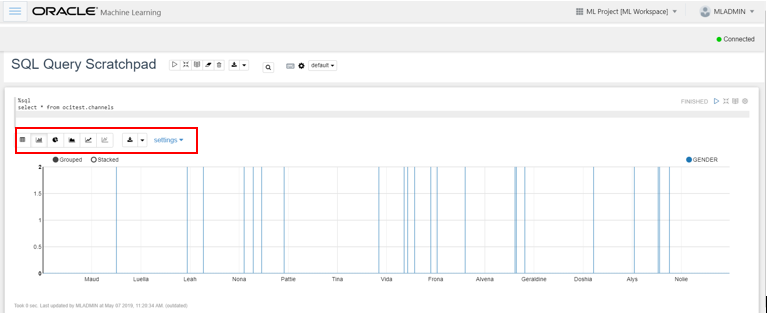 ORACLE® Machine Learning
ML Project [ML Workspace]
MLADMIN
Connected
SQL Query Scratchpad
default
%sql
select * from ocitest.channels
FINISHED
settings
Grouped Stacked
GENDER
2
1.5
1
0.5
0
Maud Luella Leah Nona Pattie Tina Vida Frona Alvena Geraldine Doshia Alys Nolie
Took 0 sec. Last updated by MLADMIN at May 07 2019, 11:29:34 AM. (outdated)